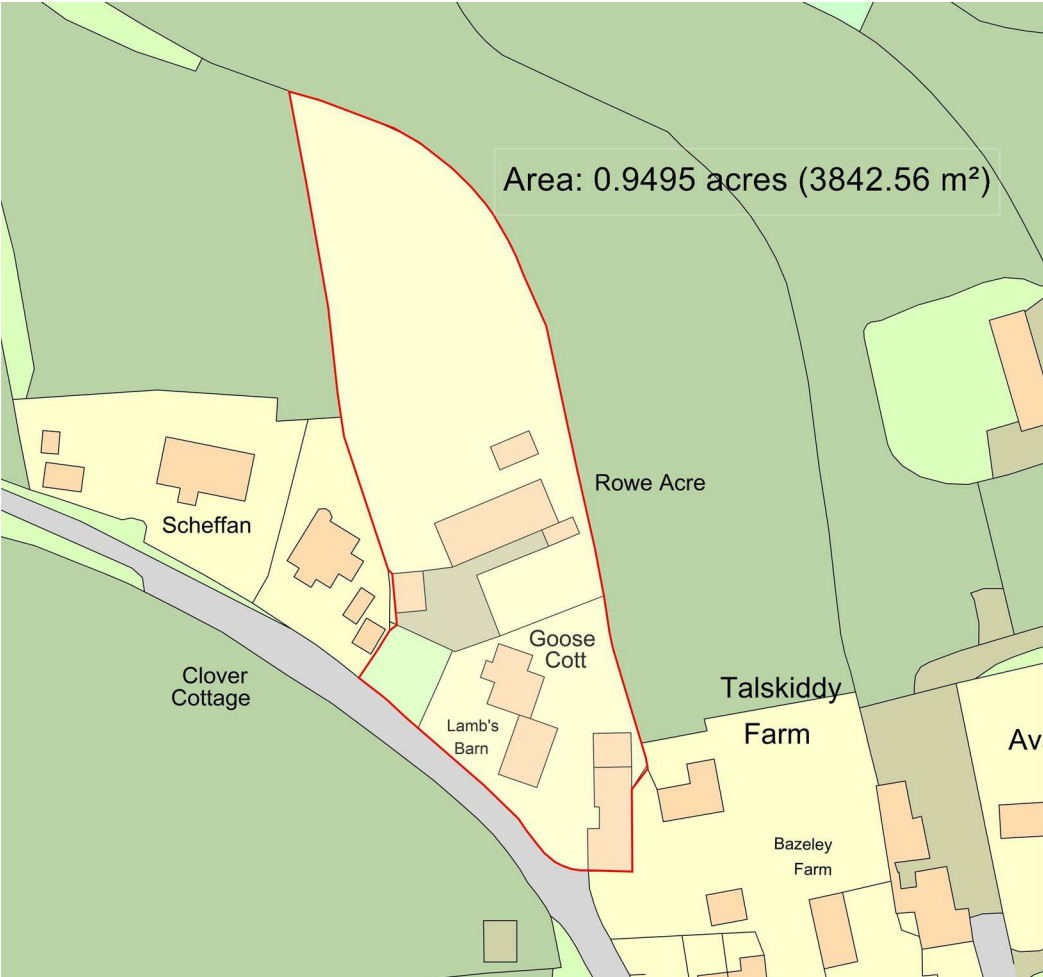 Area: 0.9495 acres (3842.56 m²)
Rowe Acre
Scheffan
Goose
Cott
Clover
Cottage
Talskiddy
Farm
Lamb's
Barn
Av
Bazeley
Farm